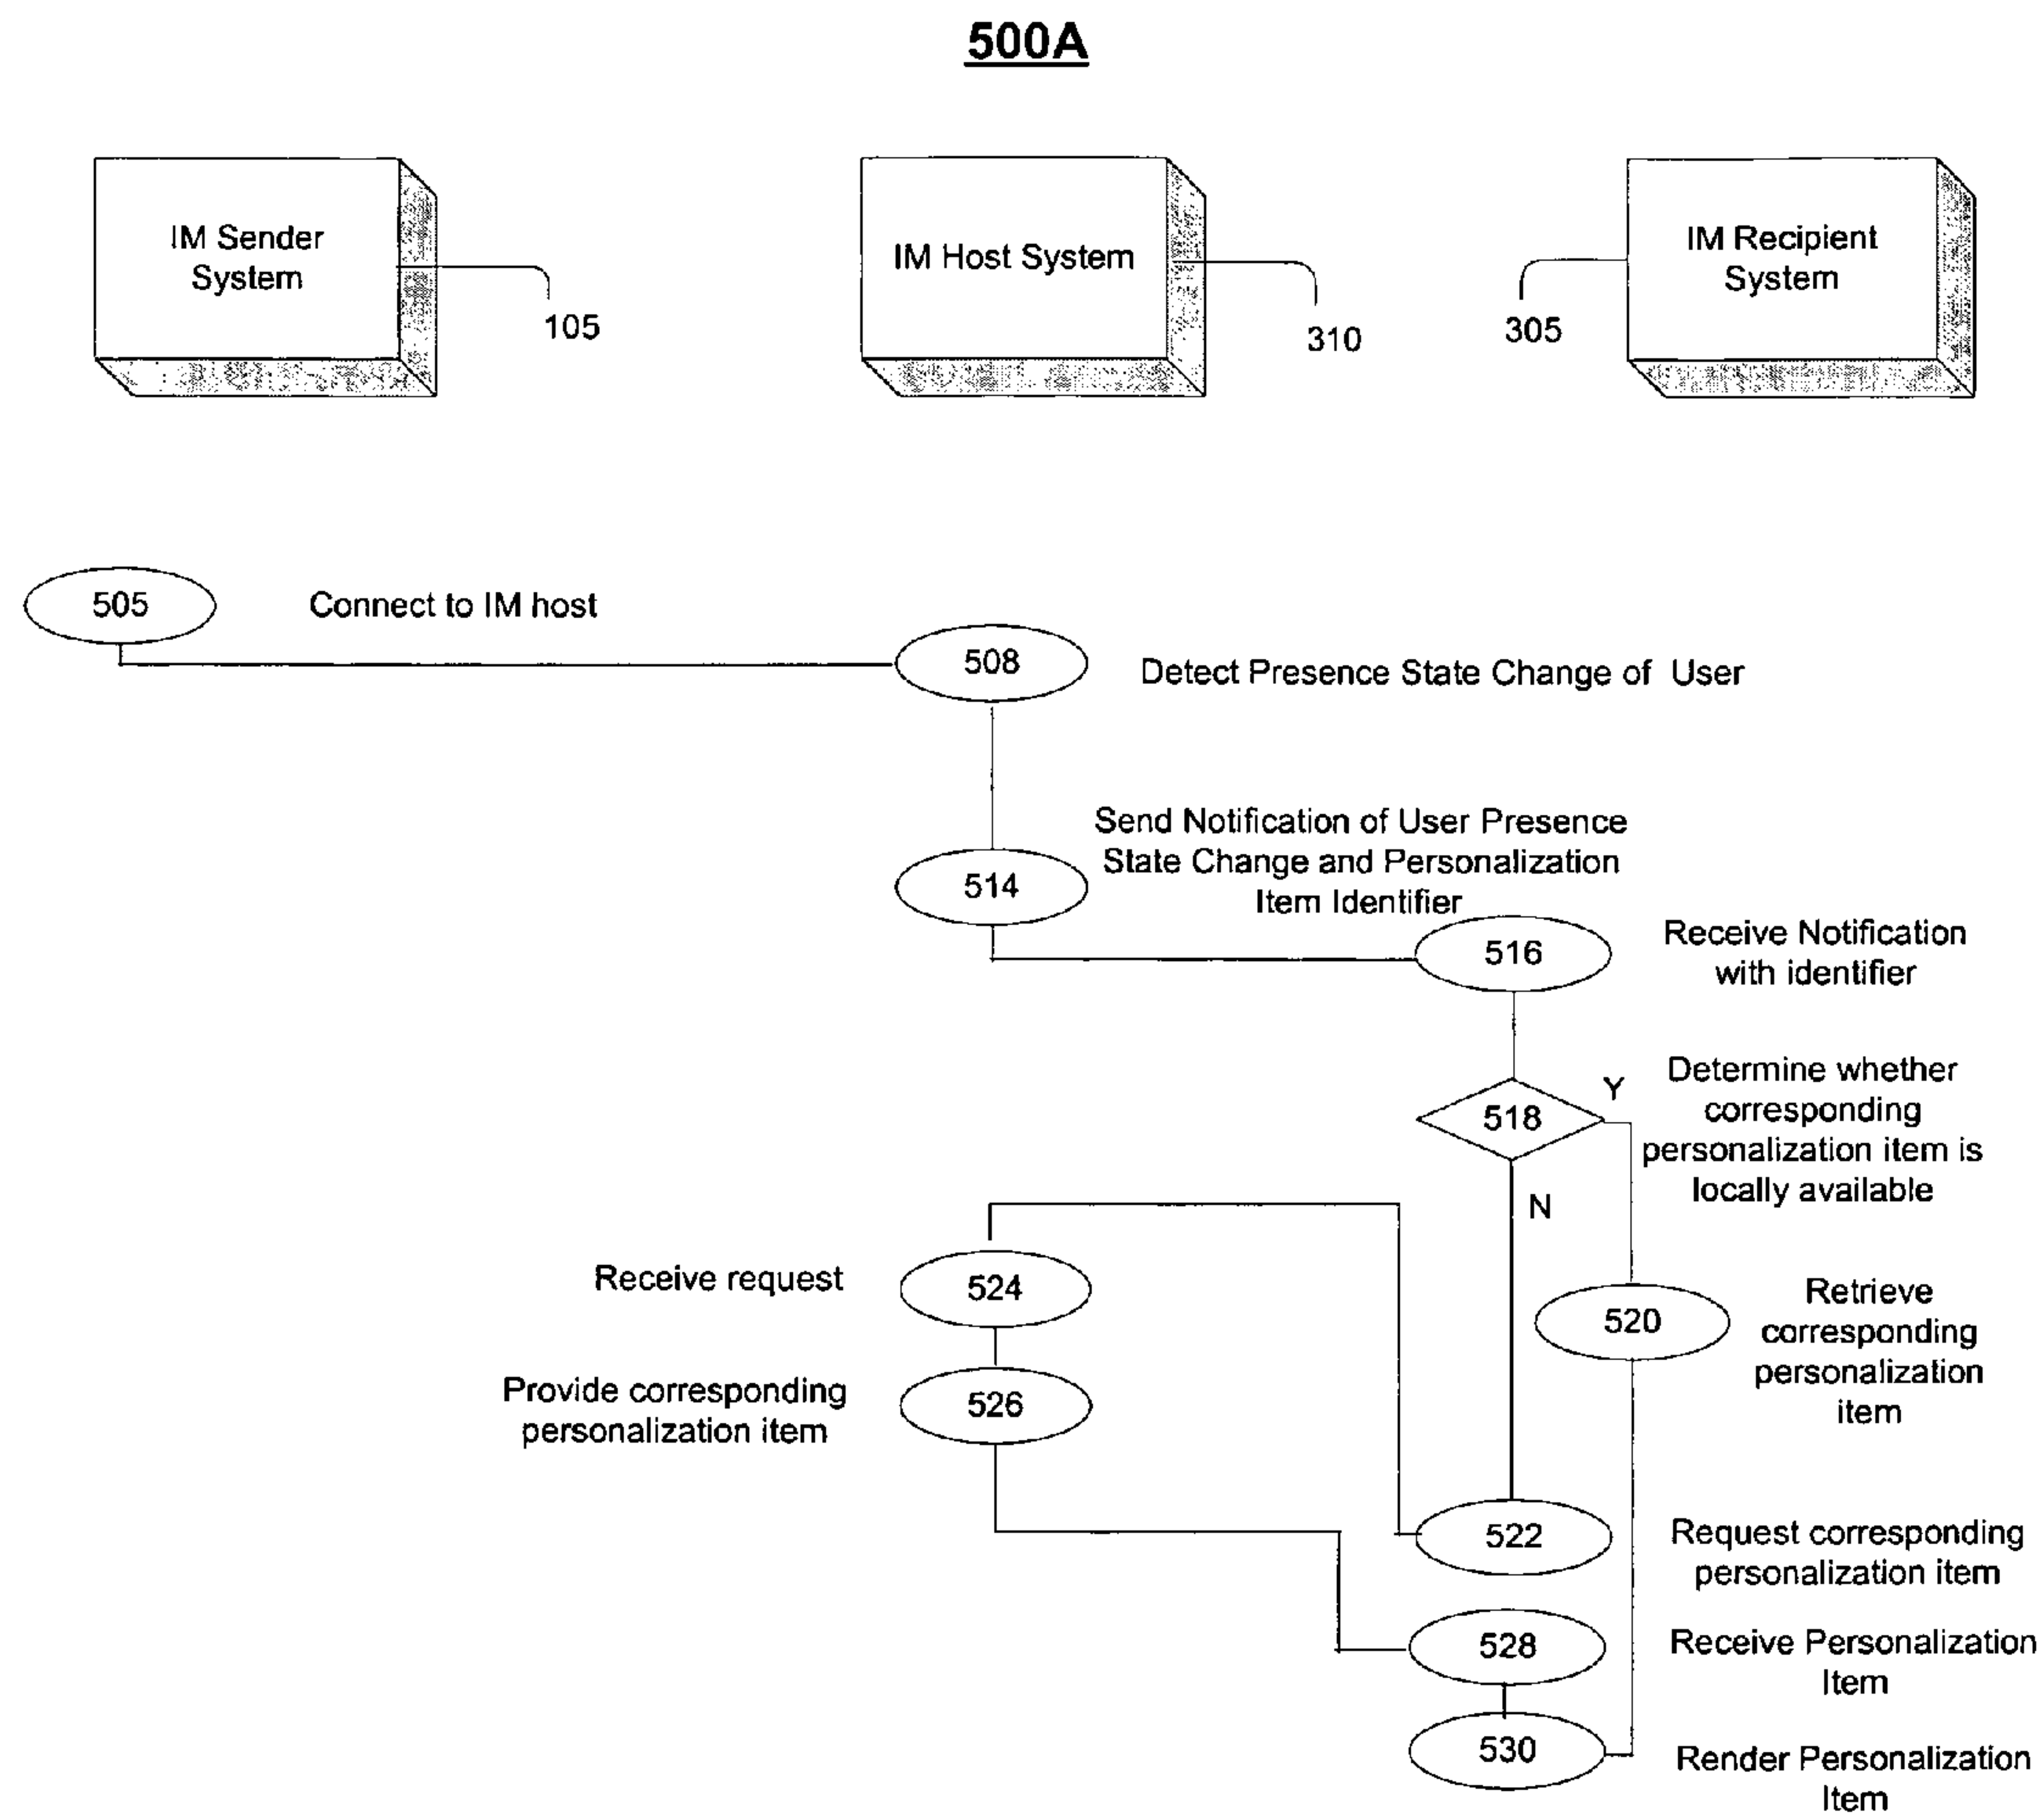 500A
IM Sender
System
105
IM Host System
310
305
IM Recipient
System
505
Connect to IM host
508
Detect Presence State Change of User
514
Send Notification of User Presence
State Change and Personalization
Item Identifier
516
Receive Notification
with identifier
518
Y
N
Determine whether
corresponding
personalization item is
locally available
Receive request
524
520
Retrieve
corresponding
personalization
item
Provide corresponding
personalization item
526
522
Request corresponding
personalization item
528
Receive Personalization
Item
530
Render Personalization
Item